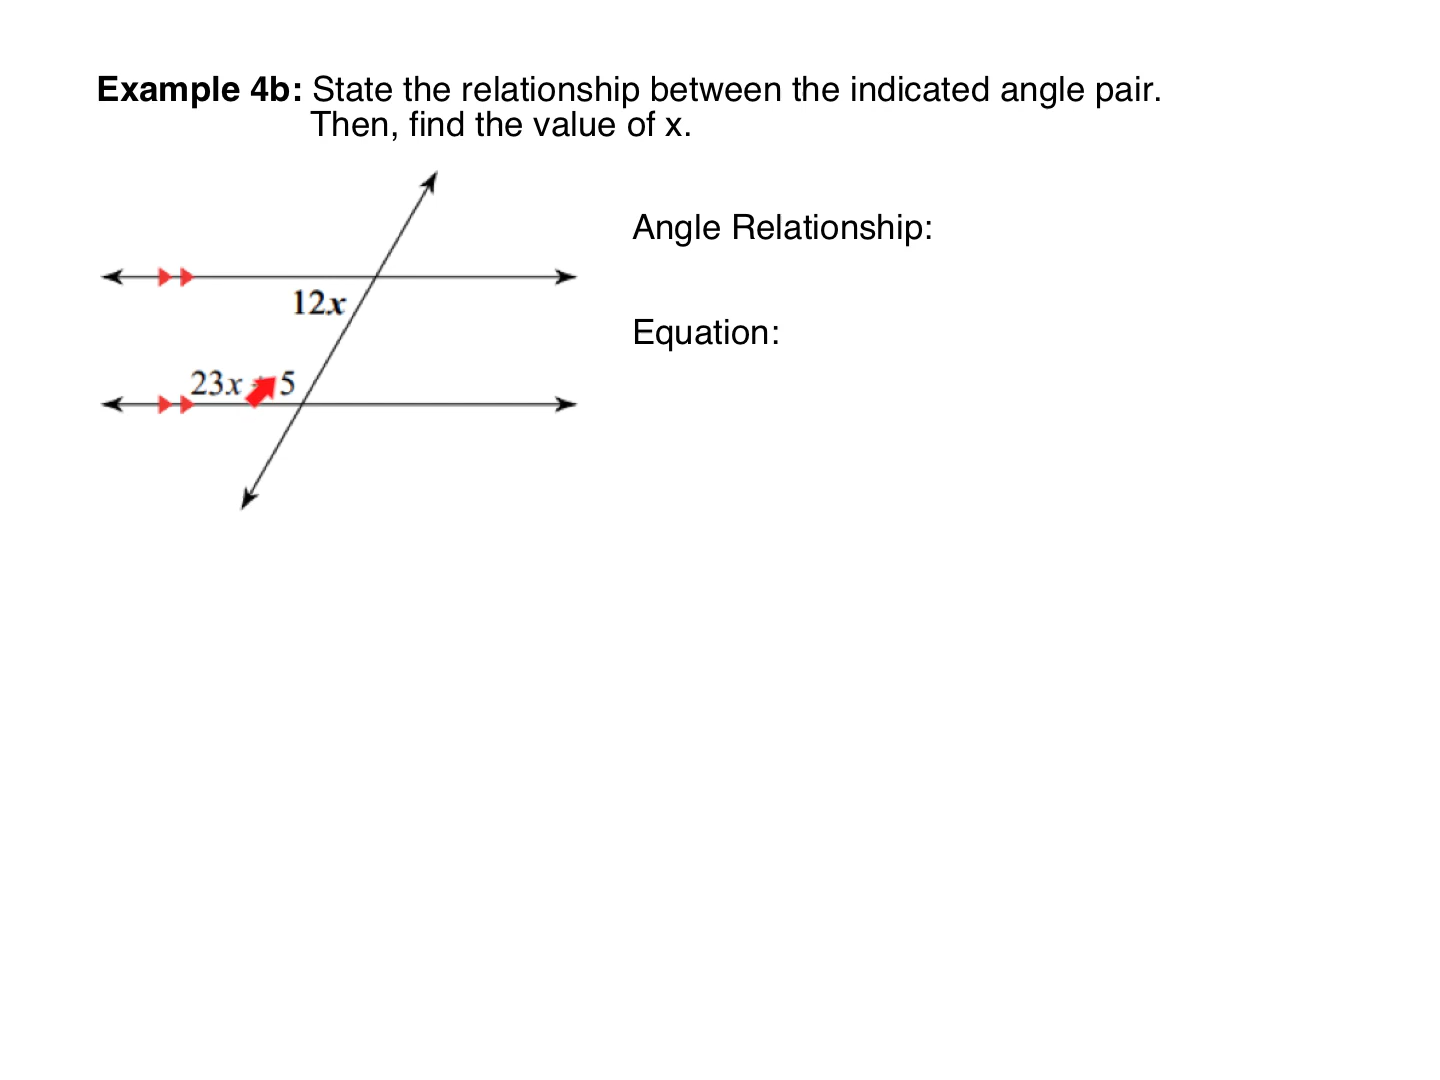 Example 4b: State the relationship between the indicated angle pair.
Then, find the value of x.
Angle Relationship:
12x
Equation:
23x 5